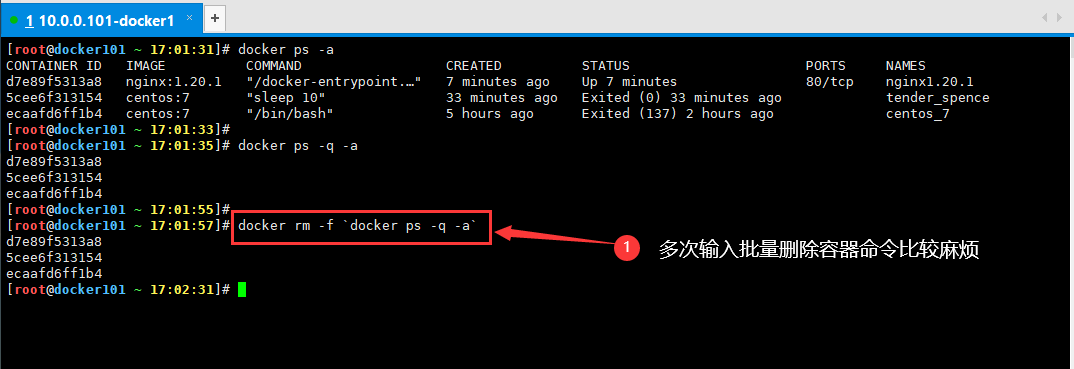 1 10.0.0.101-docker1 × +
[root@docker101 ~ 17:01:31]# docker ps -a
CONTAINER ID   IMAGE          COMMAND                  CREATED          STATUS                      PORTS    NAMES
d7e89f5313a8   nginx:1.20.1   "/docker-entrypoint.…"   7 minutes ago    Up 7 minutes                80/tcp   nginx1.20.1
5cee6f313154   centos:7       "sleep 10"               33 minutes ago   Exited (0) 33 minutes ago            tender_spence
ecaafd6ff1b4   centos:7       "/bin/bash"              5 hours ago      Exited (137) 2 hours ago             centos_7
[root@docker101 ~ 17:01:33]#
[root@docker101 ~ 17:01:35]# docker ps -q -a
d7e89f5313a8
5cee6f313154
ecaafd6ff1b4
[root@docker101 ~ 17:01:55]#
[root@docker101 ~ 17:01:57]# docker rm -f `docker ps -q -a`
d7e89f5313a8
5cee6f313154
ecaafd6ff1b4
[root@docker101 ~ 17:02:31]#
1 多次输入批量删除容器命令比较麻烦